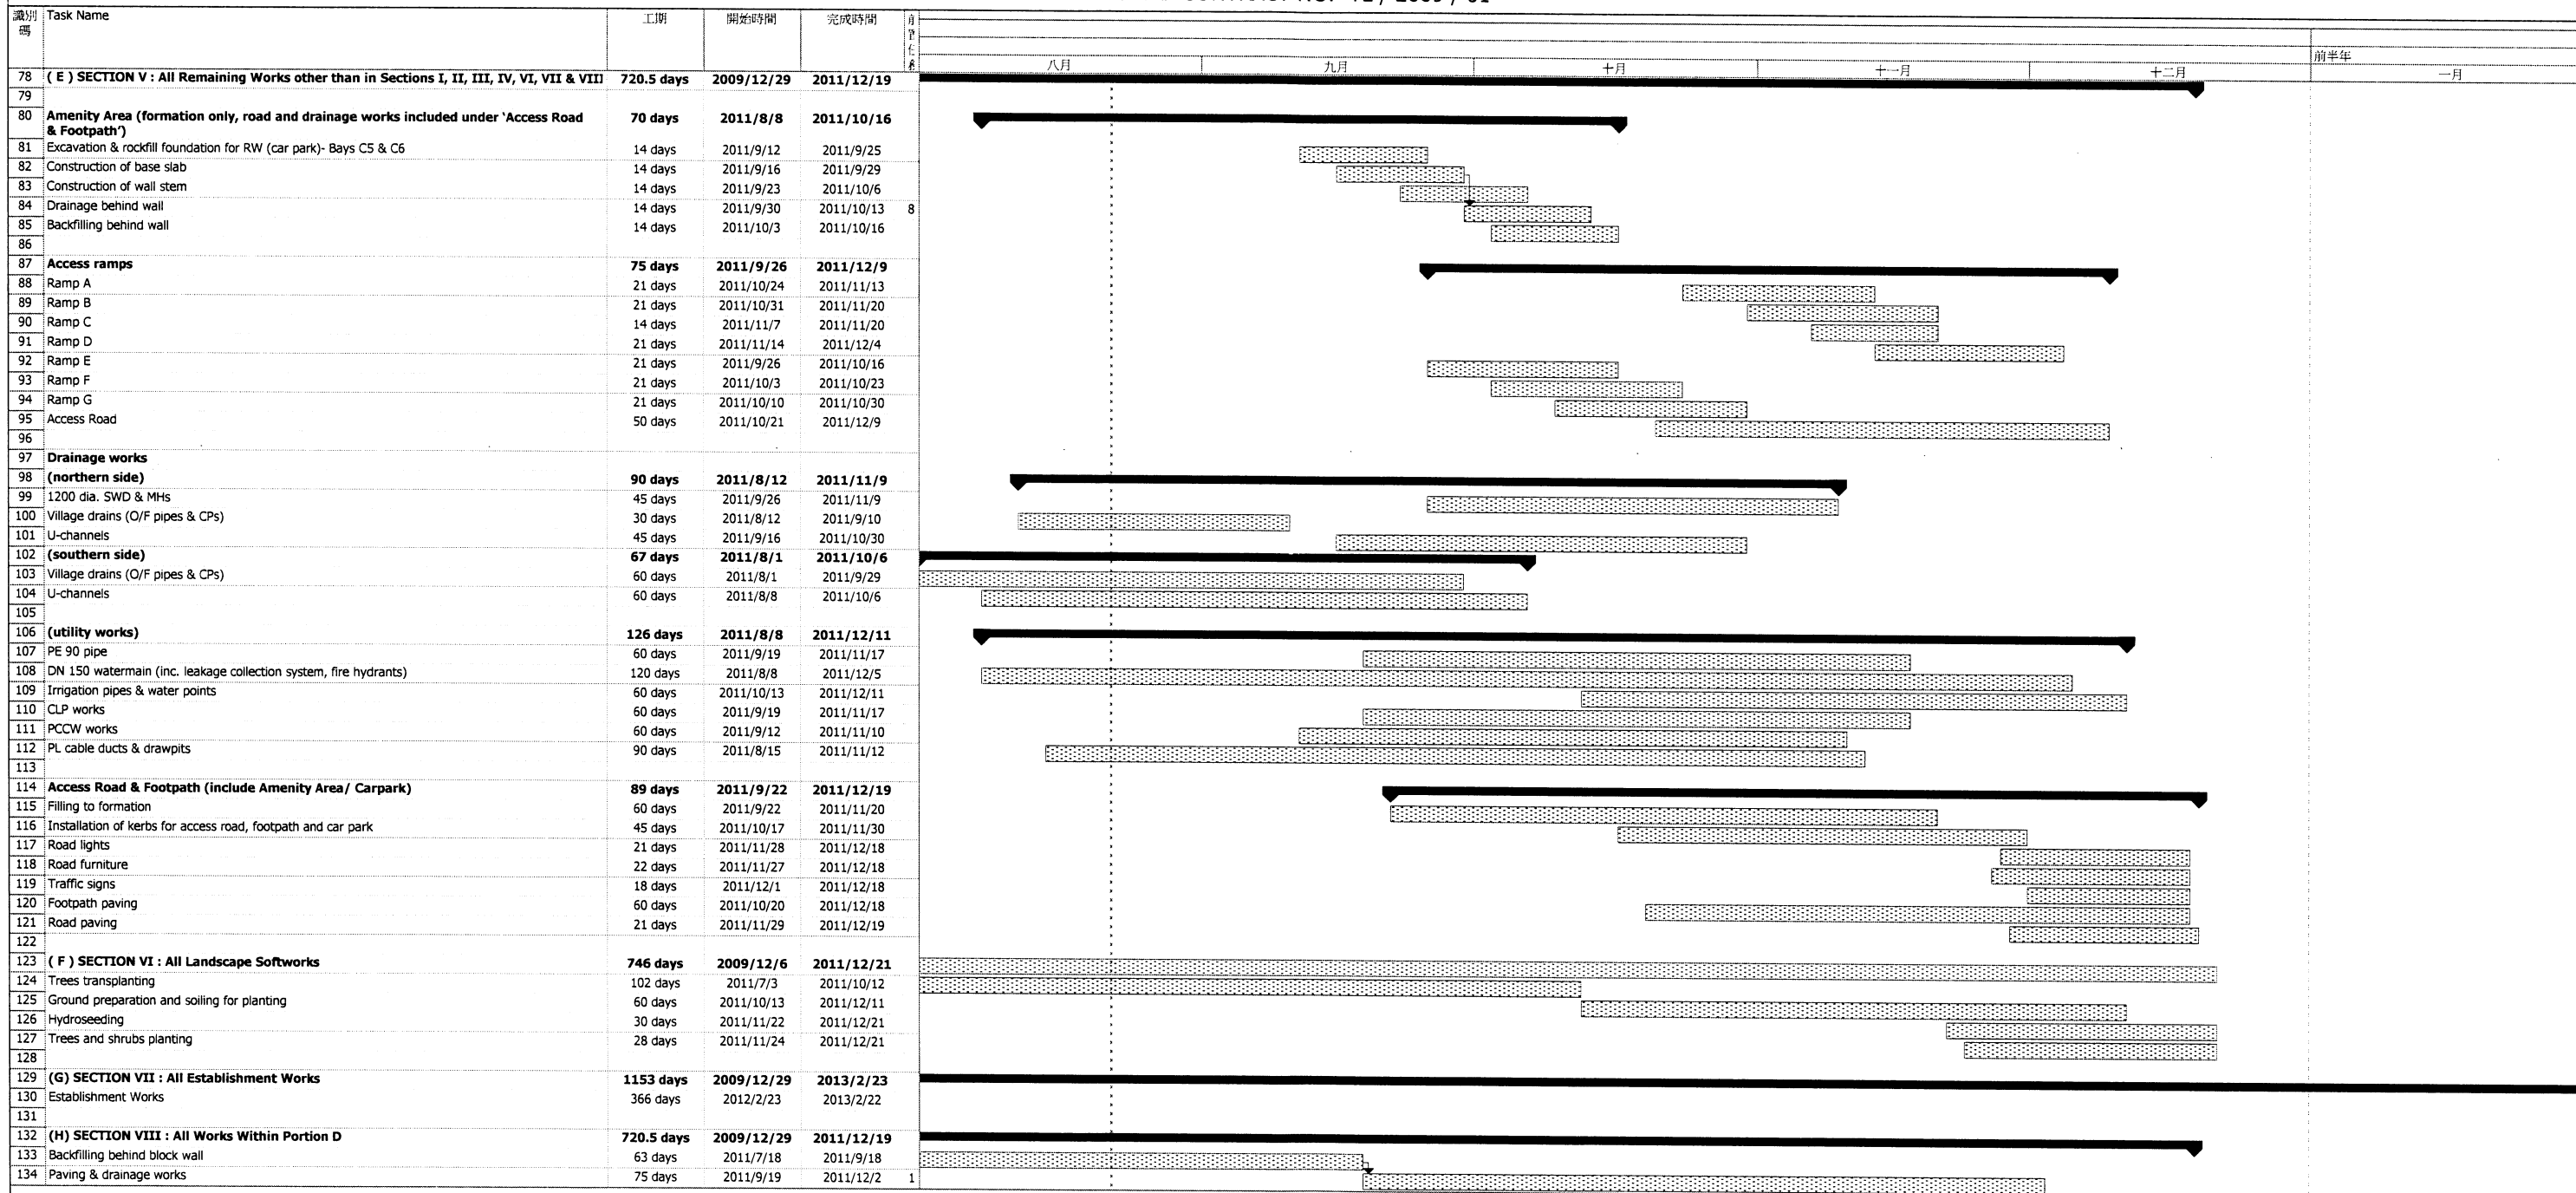 識別碼 Task Name 工期 開始時間 完成時間
前半年
八月 九月 十月 十一月 十二月 一月
78 ( E ) SECTION V : All Remaining Works other than in Sections I, II, III, IV, VI, VII & VIII 720.5 days 2009/12/29 2011/12/19
79
80 Amenity Area (formation only, road and drainage works included under 'Access Road 70 days 2011/8/8 2011/10/16
& Footpath')
81 Excavation & rockfill foundation for RW (car park)- Bays C5 & C6 14 days 2011/9/12 2011/9/25
82 Construction of base slab 14 days 2011/9/16 2011/9/29
83 Construction of wall stem 14 days 2011/9/23 2011/10/6
84 Drainage behind wall 14 days 2011/9/30 2011/10/13 8
85 Backfilling behind wall 14 days 2011/10/3 2011/10/16
86
87 Access ramps 75 days 2011/9/26 2011/12/9
88 Ramp A 21 days 2011/10/24 2011/11/13
89 Ramp B 21 days 2011/10/31 2011/11/20
90 Ramp C 14 days 2011/11/7 2011/11/20
91 Ramp D 21 days 2011/11/14 2011/12/4
92 Ramp E 21 days 2011/9/26 2011/10/16
93 Ramp F 21 days 2011/10/3 2011/10/23
94 Ramp G 21 days 2011/10/10 2011/10/30
95 Access Road 50 days 2011/10/21 2011/12/9
96
97 Drainage works
98 (northern side) 90 days 2011/8/12 2011/11/9
99 1200 dia. SWD & MHs 45 days 2011/9/26 2011/11/9
100 Village drains (O/F pipes & CPs) 30 days 2011/8/12 2011/9/10
101 U-channels 45 days 2011/9/16 2011/10/30
102 (southern side) 67 days 2011/8/1 2011/10/6
103 Village drains (O/F pipes & CPs) 60 days 2011/8/1 2011/9/29
104 U-channels 60 days 2011/8/8 2011/10/6
105
106 (utility works) 126 days 2011/8/8 2011/12/11
107 PE 90 pipe 60 days 2011/9/19 2011/11/17
108 DN 150 watermain (inc. leakage collection system, fire hydrants) 120 days 2011/8/8 2011/12/5
109 Irrigation pipes & water points 60 days 2011/10/13 2011/12/11
110 CLP works 60 days 2011/9/19 2011/11/17
111 PCCW works 60 days 2011/9/12 2011/11/10
112 PL cable ducts & drawpits 90 days 2011/8/15 2011/11/12
113
114 Access Road & Footpath (include Amenity Area/ Carpark) 89 days 2011/9/22 2011/12/19
115 Filling to formation 60 days 2011/9/22 2011/11/20
116 Installation of kerbs for access road, footpath and car park 45 days 2011/10/17 2011/11/30
117 Road lights 21 days 2011/11/28 2011/12/18
118 Road furniture 22 days 2011/11/27 2011/12/18
119 Traffic signs 18 days 2011/12/1 2011/12/18
120 Footpath paving 60 days 2011/10/20 2011/12/18
121 Road paving 21 days 2011/11/29 2011/12/19
122
123 ( F ) SECTION VI : All Landscape Softworks 746 days 2009/12/6 2011/12/21
124 Trees transplanting 102 days 2011/7/3 2011/10/12
125 Ground preparation and soiling for planting 60 days 2011/10/13 2011/12/11
126 Hydroseeding 30 days 2011/11/22 2011/12/21
127 Trees and shrubs planting 28 days 2011/11/24 2011/12/21
128
129 (G) SECTION VII : All Establishment Works 1153 days 2009/12/29 2013/2/23
130 Establishment Works 366 days 2012/2/23 2013/2/22
131
132 (H) SECTION VIII : All Works Within Portion D 720.5 days 2009/12/29 2011/12/19
133 Backfilling behind block wall 63 days 2011/7/18 2011/9/18
134 Paving & drainage works 75 days 2011/9/19 2011/12/2 1